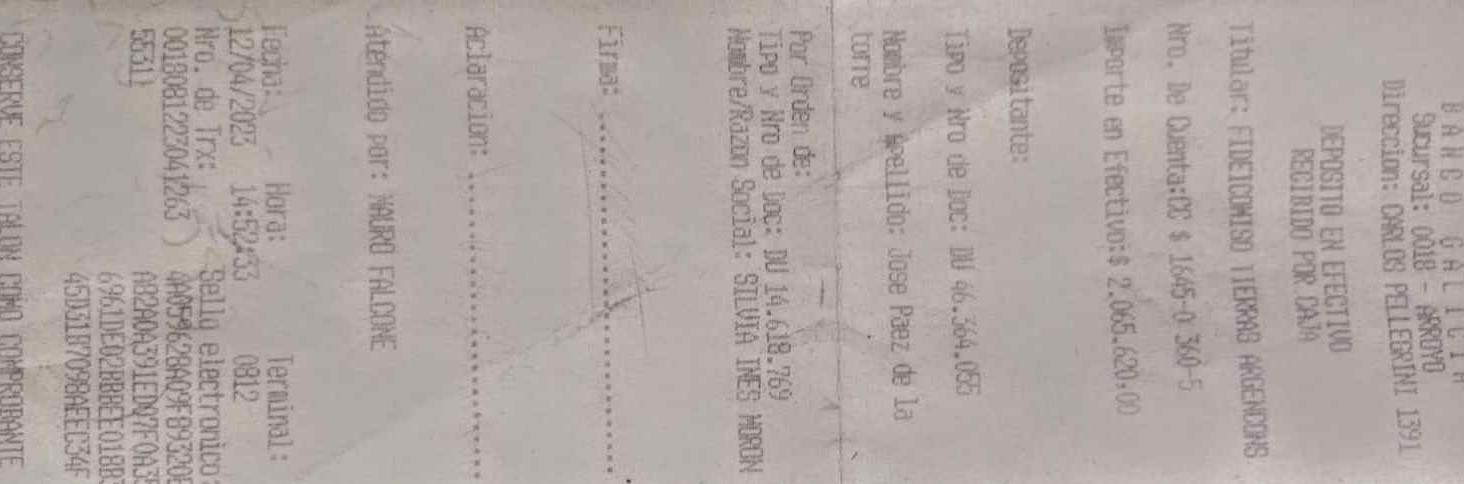 BANCO GALICIA
Sucursal: 0018 - ARROYO
Direccion: CARLOS PELLEGRINI 1391
DEPOSITO EN EFECTIVO
RECIBIDO POR CAJA
Titular: FIDEICOMISO TIERRAS ARGENCONS
Nro. De Cuenta:CC $ 1645-0 360-5
Importe en Efectivo:$ 2.065.620,00
Depositante:
Tipo y Nro de Doc: DU 46.364.055
Nombre y Apellido: Jose Paez de la
torre
Por Orden de:
Tipo y Nro de Doc: DU 14.618.769
Nombre/Razon Social: SILVIA INES MORON
Firma: ........................
Aclaracion: ........................
Atendido por: MAURO FALCONE
Fecha: Hora: Terminal:
12/04/2023 14:52:33 0812
Nro. de Trx: Sello electronico:
0018081223041263
55311
45D31B7098AEEC34F
CONSERVE ESTE TALON COMO COMPROBANTE